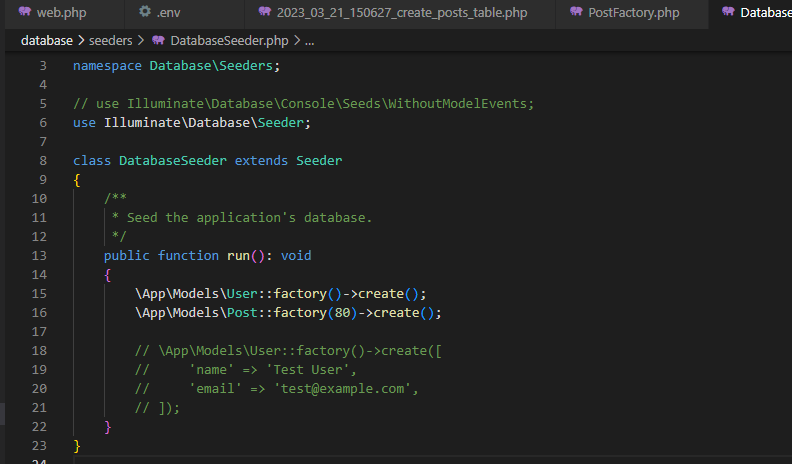 web.php .env 2023_03_21_150627_create_posts_table.php PostFactory.php Database
database > seeders > DatabaseSeeder.php > ...
3 namespace Database\Seeders;
4
5 // use Illuminate\Database\Console\Seeds\WithoutModelEvents;
6 use Illuminate\Database\Seeder;
7
8 class DatabaseSeeder extends Seeder
9 {
10 /**
11 * Seed the application's database.
12 */
13 public function run(): void
14 {
15 \App\Models\User::factory()->create();
16 \App\Models\Post::factory(80)->create();
17
18 // \App\Models\User::factory()->create([
19 //     'name' => 'Test User',
20 //     'email' => 'test@example.com',
21 // ]);
22 }
23 }
24